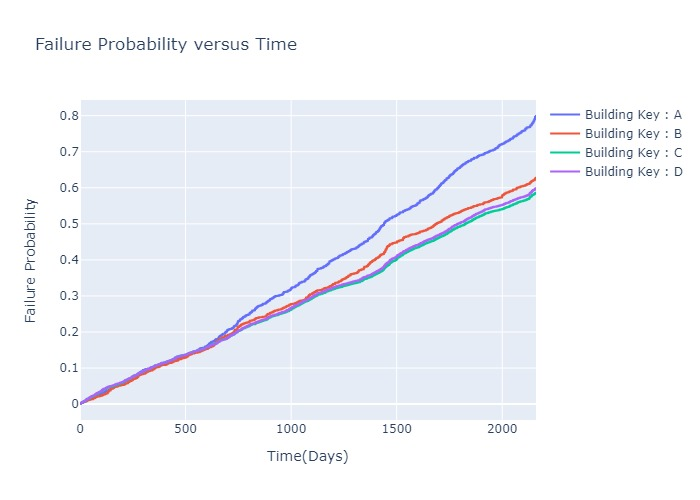 Failure Probability versus Time
0.8
0.7
0.6
0.5
0.4
0.3
0.2
0.1
0
Failure Probability
0 500 1000 1500 2000
Time(Days)
Building Key : A
Building Key : B
Building Key : C
Building Key : D